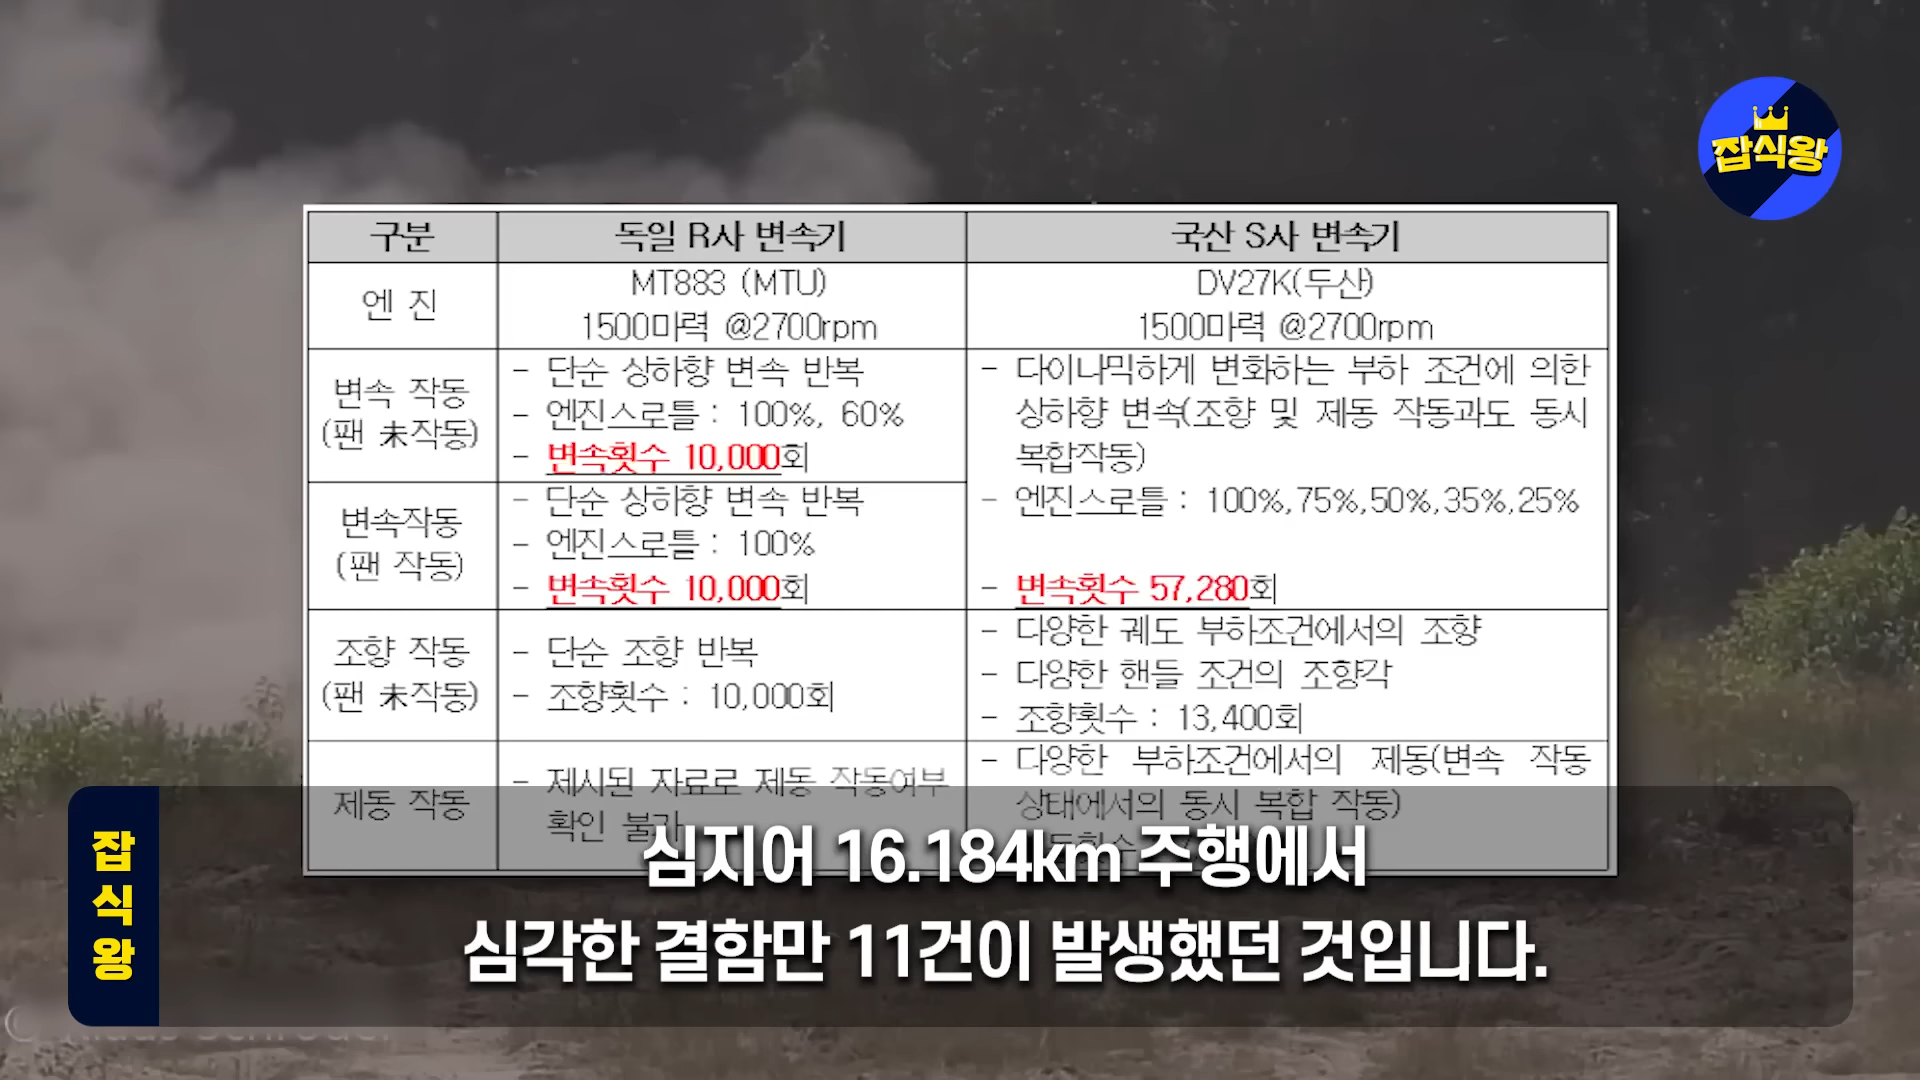 잡식왕
구분 독일 R사 변속기 국산 S사 변속기
엔 진
MT883 (MTU)
1500마력 @2700rpm
DV27K(두산)
1500마력 @2700rpm
변속 작동
(팬 未작동)
- 단순 상하향 변속 반복
- 엔진스로틀 : 100%, 60%
- 변속횟수 10,000회
- 다이나믹하게 변화하는 부하 조건에 의한
상하향 변속(조향 및 제동 작동과도 동시
복합작동)
- 엔진스로틀 : 100%,75%,50%,35%,25%
- 변속횟수 57,280회
변속작동
(팬 작동)
- 단순 상하향 변속 반복
- 엔진스로틀 : 100%
- 변속횟수 10,000회
조향 작동
(팬 未작동)
- 단순 조향 반복
- 조향횟수 : 10,000회
- 다양한 궤도 부하조건에서의 조향
- 다양한 핸들 조건의 조향각
- 조향횟수 : 13,400회
제동 작동
- 제시된 자료로 제동 작동여부
확인 불가
- 다양한 부하조건에서의 제동(변속 작동
상태에서의 동시 복합 작동)
잡식왕
심지어 16.184km 주행에서
심각한 결함만 11건이 발생했던 것입니다.